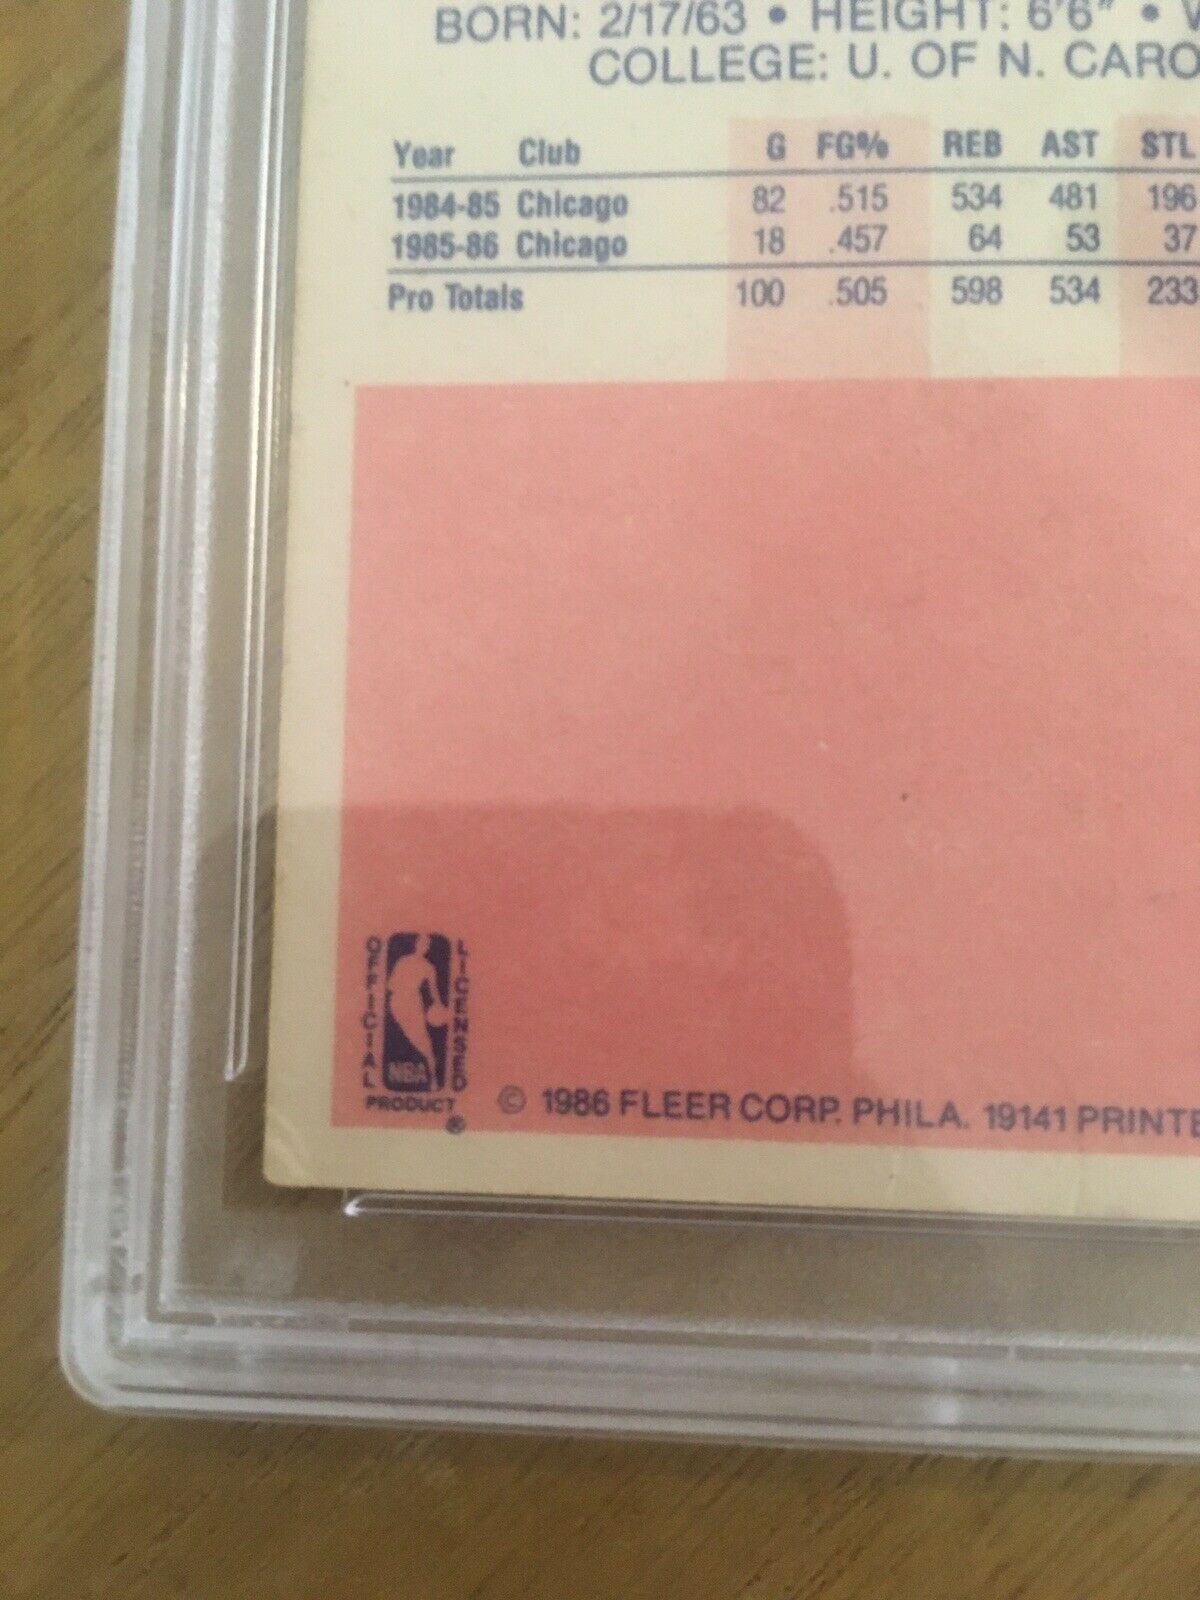 BORN: 2/17/63 • HEIGHT: 6'6" •
COLLEGE: U. OF N. CARO
Year Club G FG% REB AST STL
1984-85 Chicago 82 .515 534 481 196
1985-86 Chicago 18 .457 64 53 37
Pro Totals 100 .505 598 534 233
OFFICIAL
LICENSED
NBA
PRODUCT
®
© 1986 FLEER CORP. PHILA. 19141 PRINTE